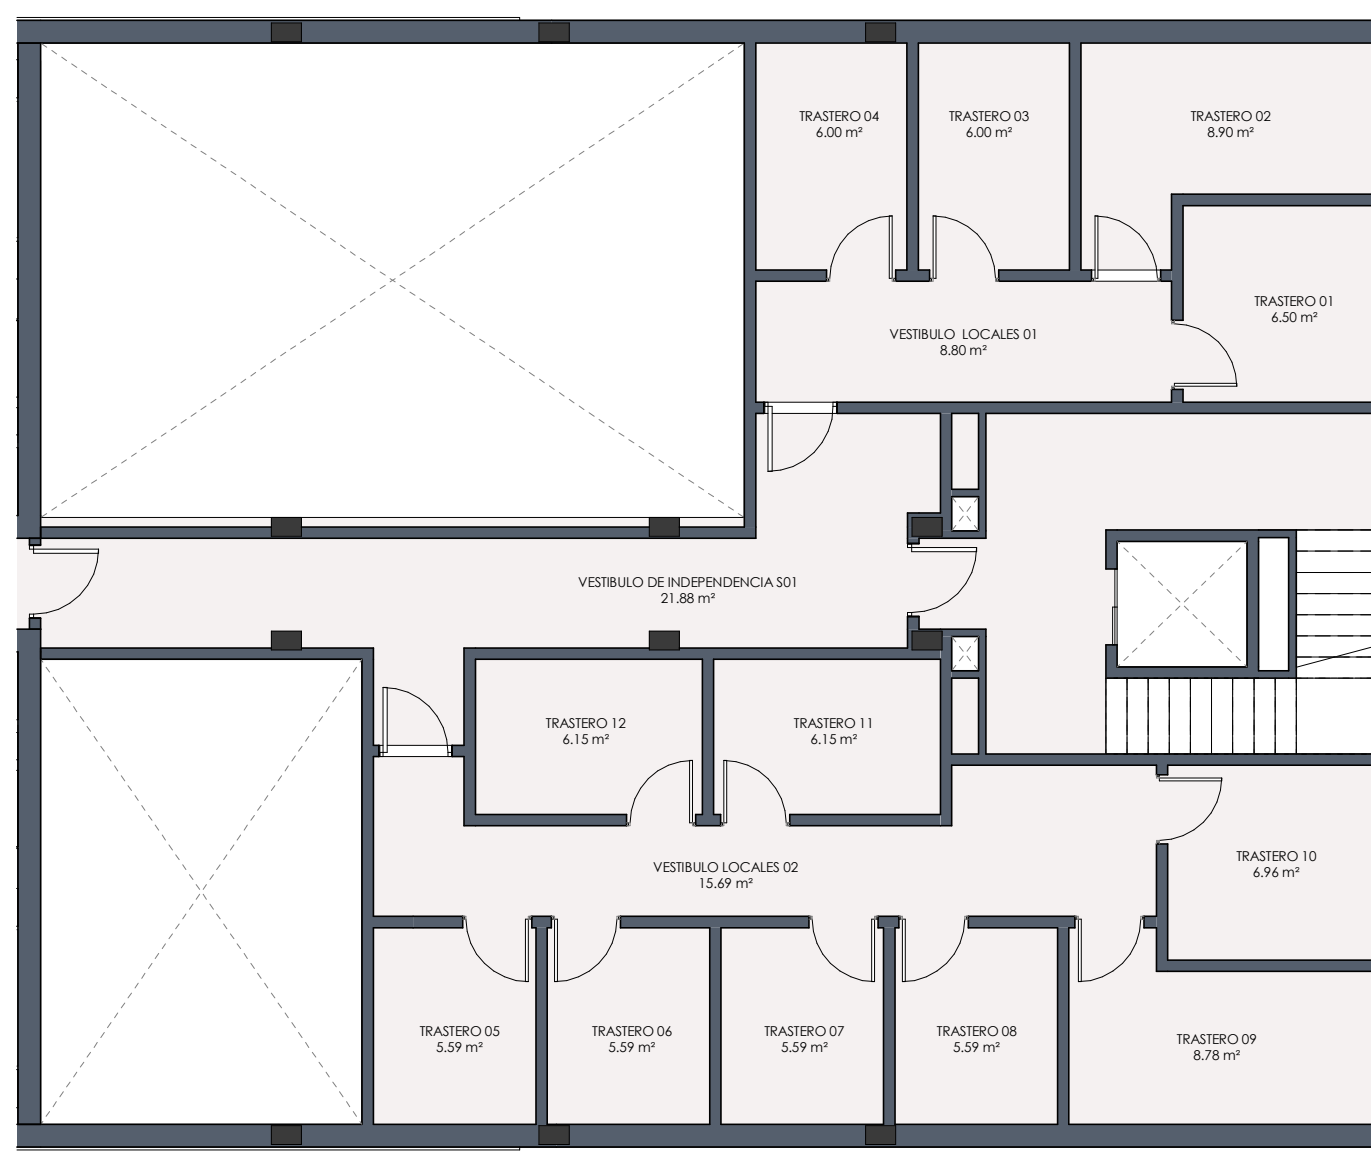 TRASTERO 04
6.00 m²
TRASTERO 03
6.00 m²
TRASTERO 02
8.90 m²
TRASTERO 01
6.50 m²
VESTIBULO LOCALES 01
8.80 m²
VESTIBULO DE INDEPENDENCIA S01
21.88 m²
TRASTERO 12
6.15 m²
TRASTERO 11
6.15 m²
VESTIBULO LOCALES 02
15.69 m²
TRASTERO 10
6.96 m²
TRASTERO 05
5.59 m²
TRASTERO 06
5.59 m²
TRASTERO 07
5.59 m²
TRASTERO 08
5.59 m²
TRASTERO 09
8.78 m²